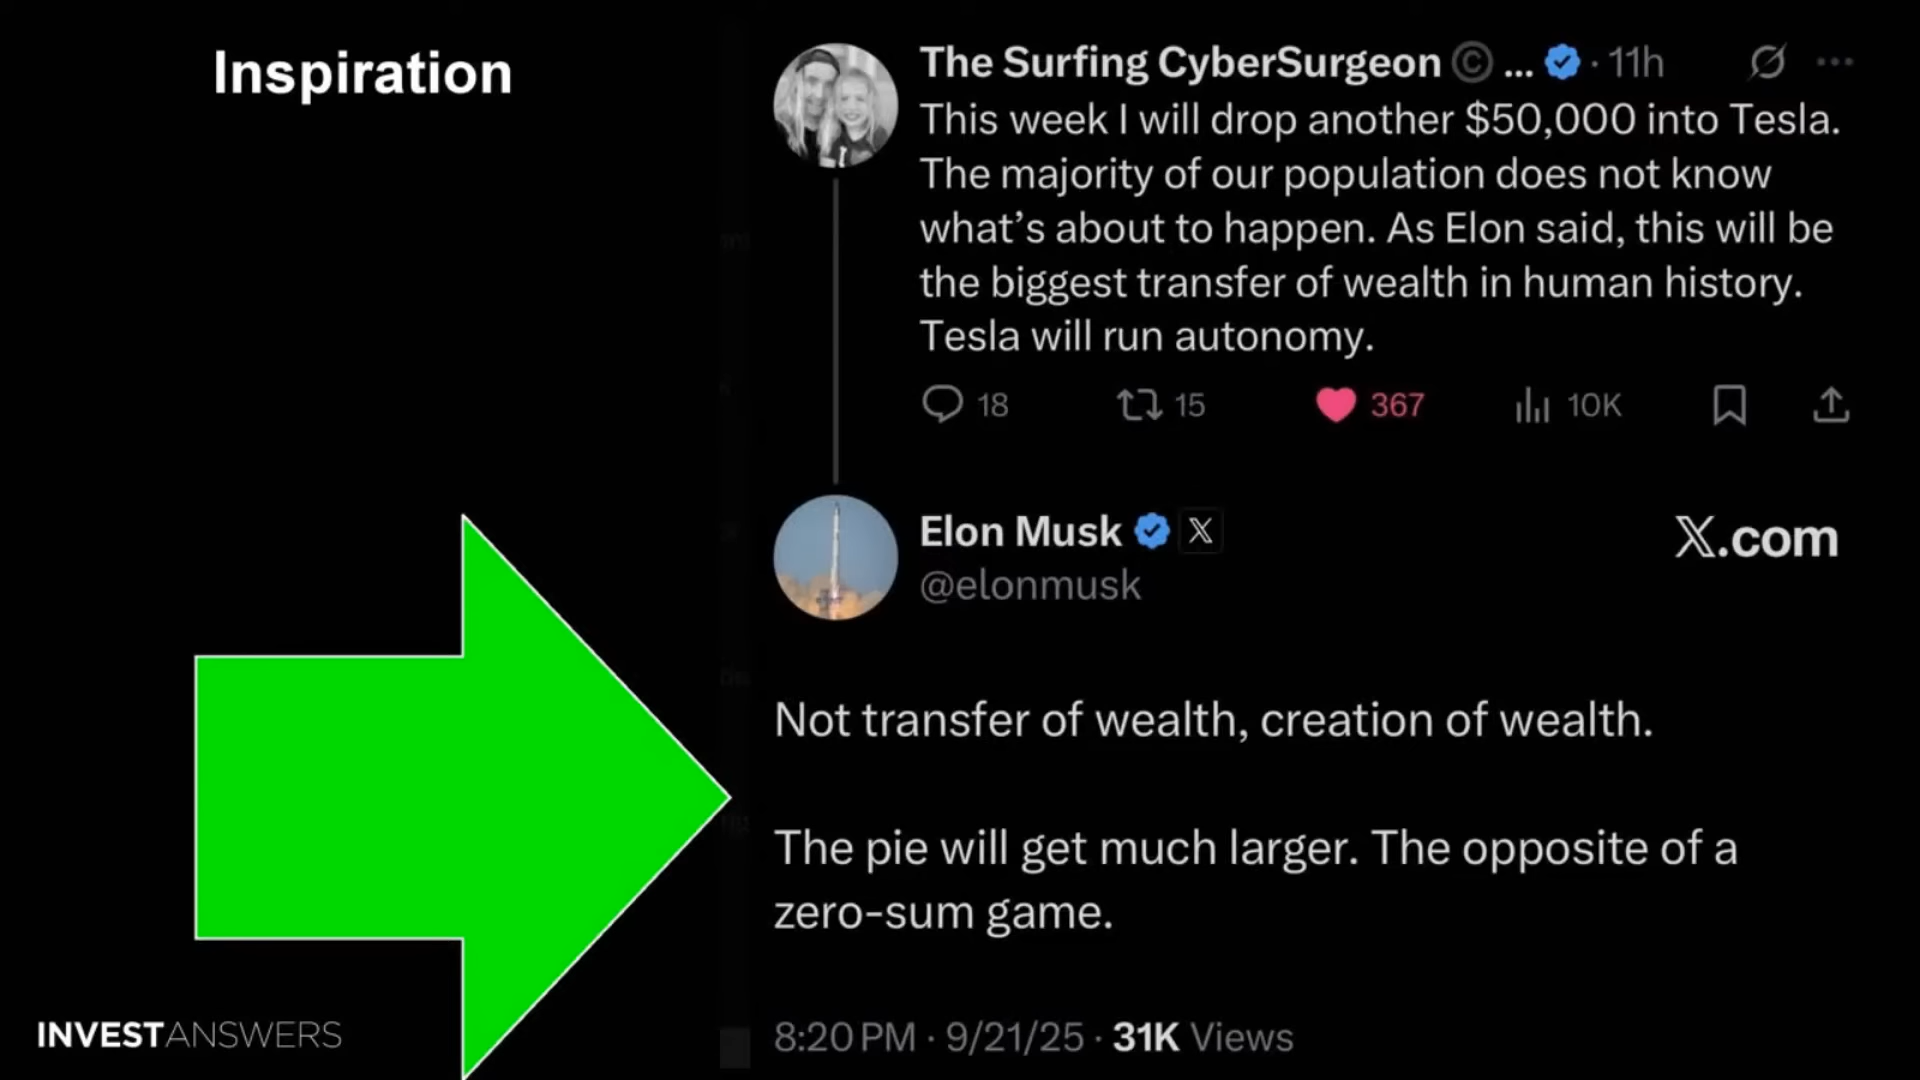 Inspiration
The Surfing CyberSurgeon © ... · 11h
This week I will drop another $50,000 into Tesla.
The majority of our population does not know
what's about to happen. As Elon said, this will be
the biggest transfer of wealth in human history.
Tesla will run autonomy.
18 15 367 10K
Elon Musk X
@elonmusk
X.com
Not transfer of wealth, creation of wealth.
The pie will get much larger. The opposite of a
zero-sum game.
8:20 PM · 9/21/25 · 31K Views
INVESTANSWERS